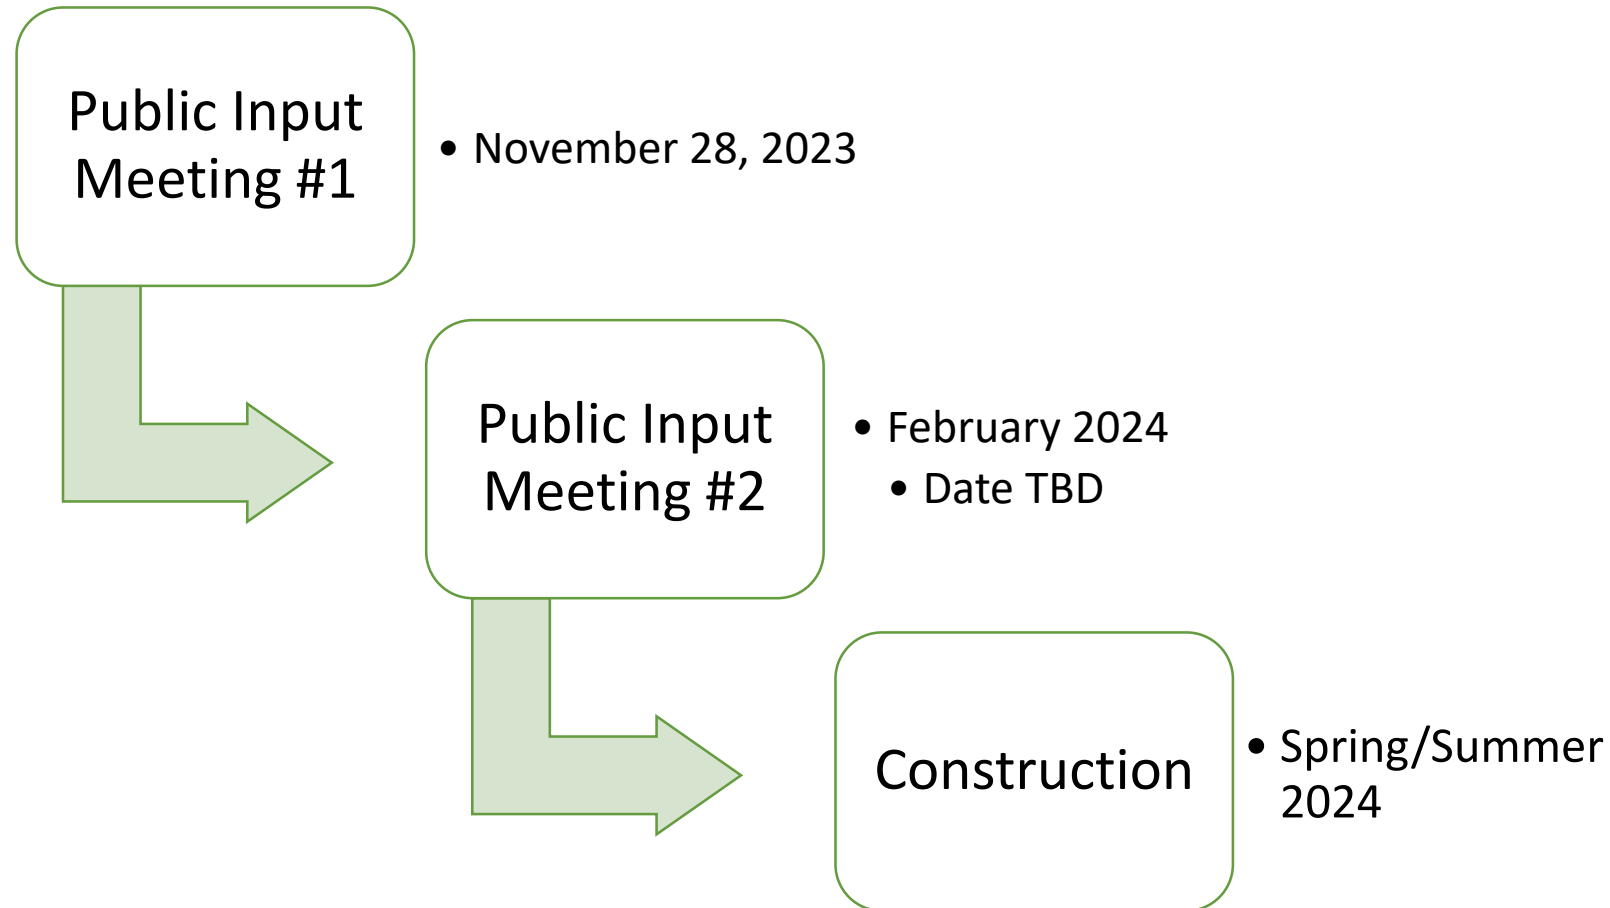 Public Input
Meeting #1
• November 28, 2023
Public Input
Meeting #2
• February 2024
• Date TBD
Construction
• Spring/Summer
2024